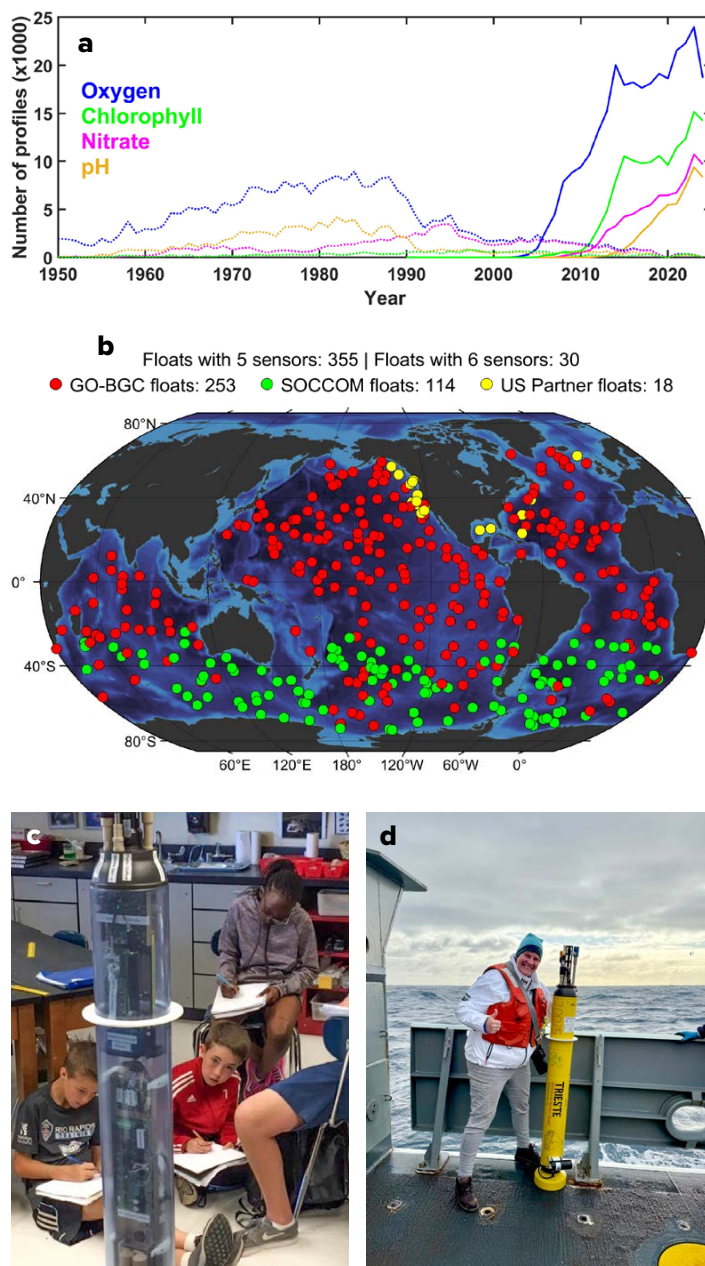 a
25
20
15
10
5
0
Number of profiles (x1000)
Oxygen
Chlorophyll
Nitrate
pH
1950 1960 1970 1980 1990 2000 2010 2020
Year
b
Floats with 5 sensors: 355 | Floats with 6 sensors: 30
GO-BGC floats: 253 SOCCOM floats: 114 US Partner floats: 18
80°N
40°N
0°
40°S
80°S
60°E 120°E 180° 120°W 60°W 0°
c
RIO RAPIDS
d
TRIESTE